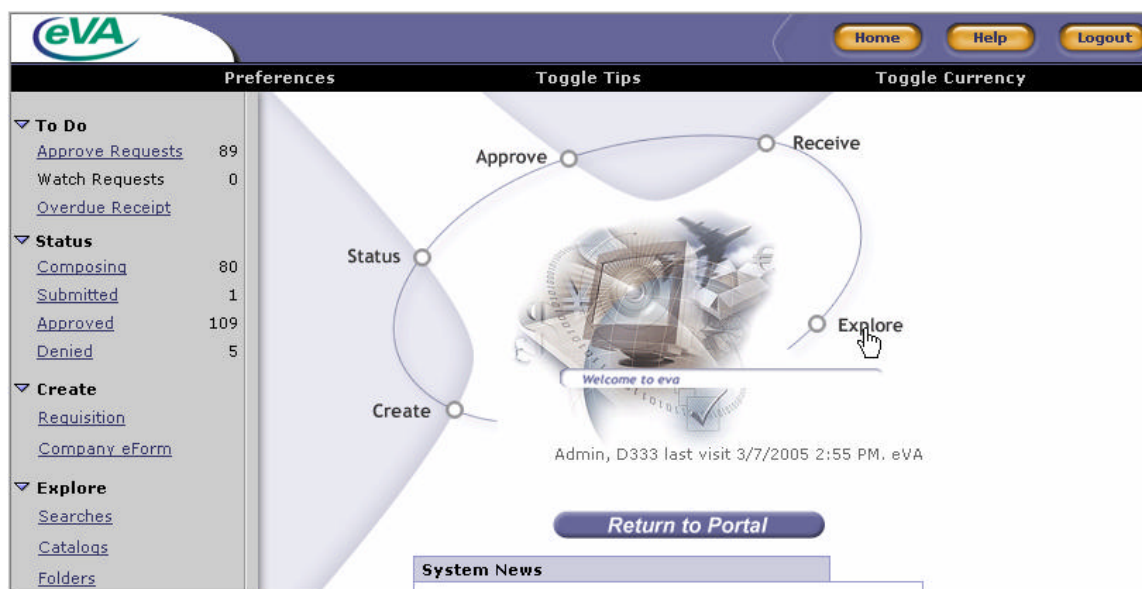 eVA
Home Help Logout
Preferences Toggle Tips Toggle Currency
To Do
Approve Requests 89
Watch Requests 0
Overdue Receipt
Status
Composing 80
Submitted 1
Approved 109
Denied 5
Create
Requisition
Company eForm
Explore
Searches
Catalogs
Folders
Approve
Receive
Status
Explore
Create
Welcome to eva
Admin, D333 last visit 3/7/2005 2:55 PM. eVA
Return to Portal
System News